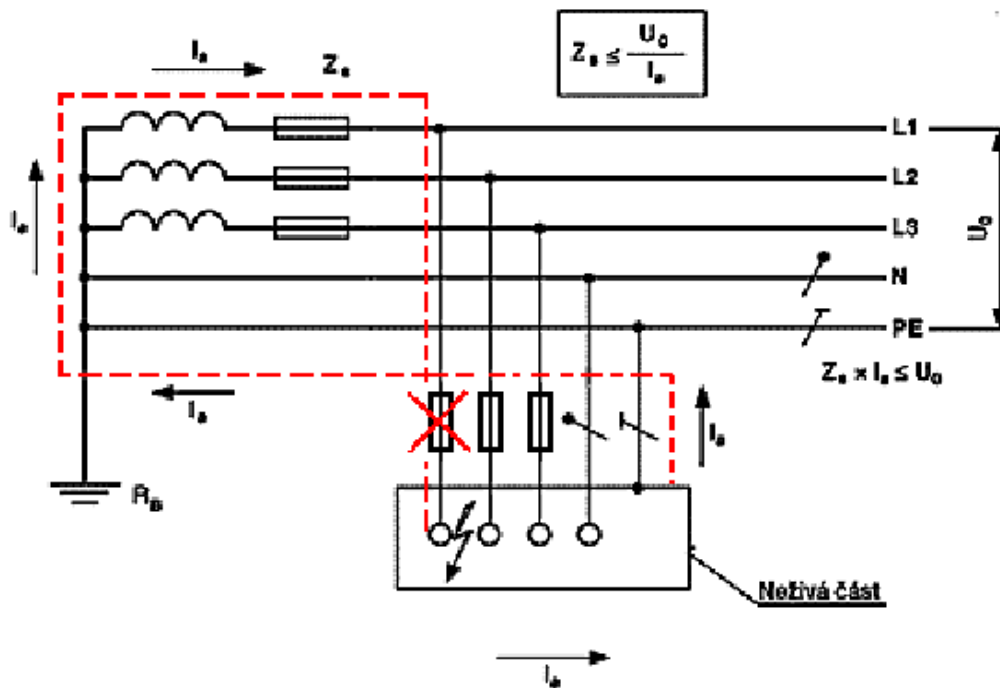 Iₐ
Zₛ
Zₛ ≤ U₀ / Iₐ
L1
L2
L3
N
PE
U₀
Iₐ
Zₛ × Iₐ ≤ U₀
Iₐ
Iₐ
R_B
Neživá část
Iₐ